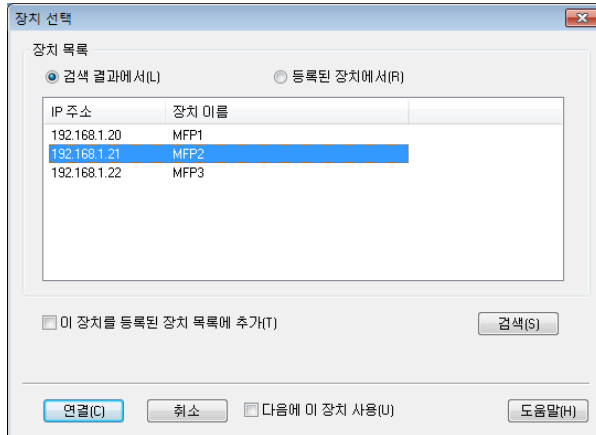 장치 선택
장치 목록
검색 결과에서(L) 등록된 장치에서(R)
IP 주소 장치 이름
192.168.1.20 MFP1
192.168.1.21 MFP2
192.168.1.22 MFP3
이 장치를 등록된 장치 목록에 추가(T) 검색(S)
연결(C) 취소 다음에 이 장치 사용(U) 도움말(H)